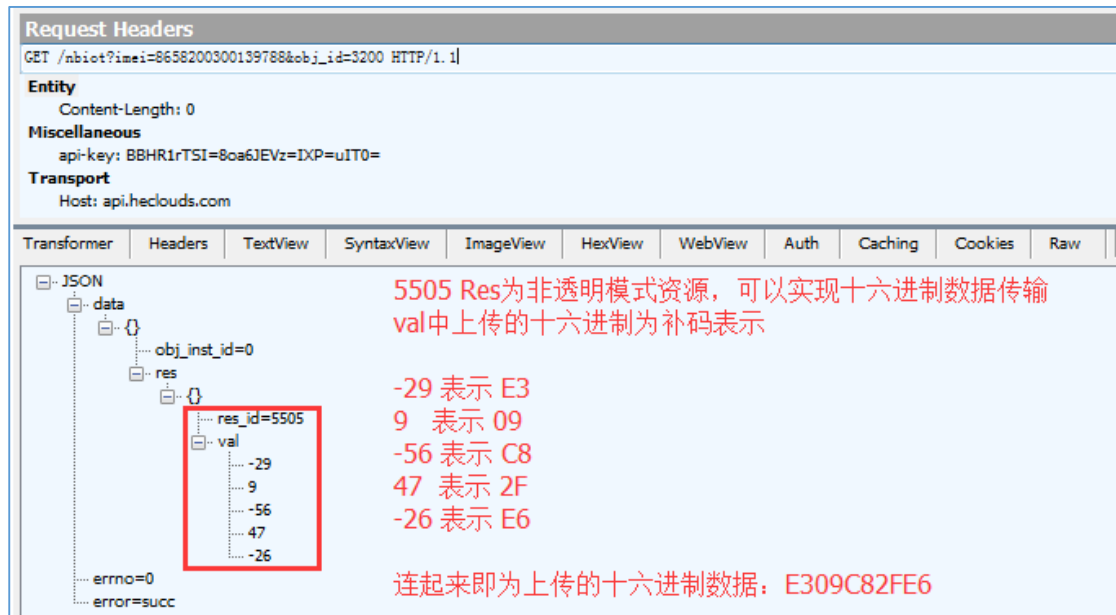 Request Headers
GET /nbiot?imei=8658200300139788&obj_id=3200 HTTP/1.1
Entity
Content-Length: 0
Miscellaneous
api-key: BBHR1rTSI=8oa6JEVz=IXP=uIT0=
Transport
Host: api.heclouds.com
Transformer Headers TextView SyntaxView ImageView HexView WebView Auth Caching Cookies Raw
JSON
data
{}
obj_inst_id=0
res
{}
res_id=5505
val
-29
9
-56
47
-26
errno=0
error=succ
5505 Res为非透明模式资源，可以实现十六进制数据传输
val中上传的十六进制为补码表示
-29 表示 E3
9 表示 09
-56 表示 C8
47 表示 2F
-26 表示 E6
连起来即为上传的十六进制数据：E309C82FE6